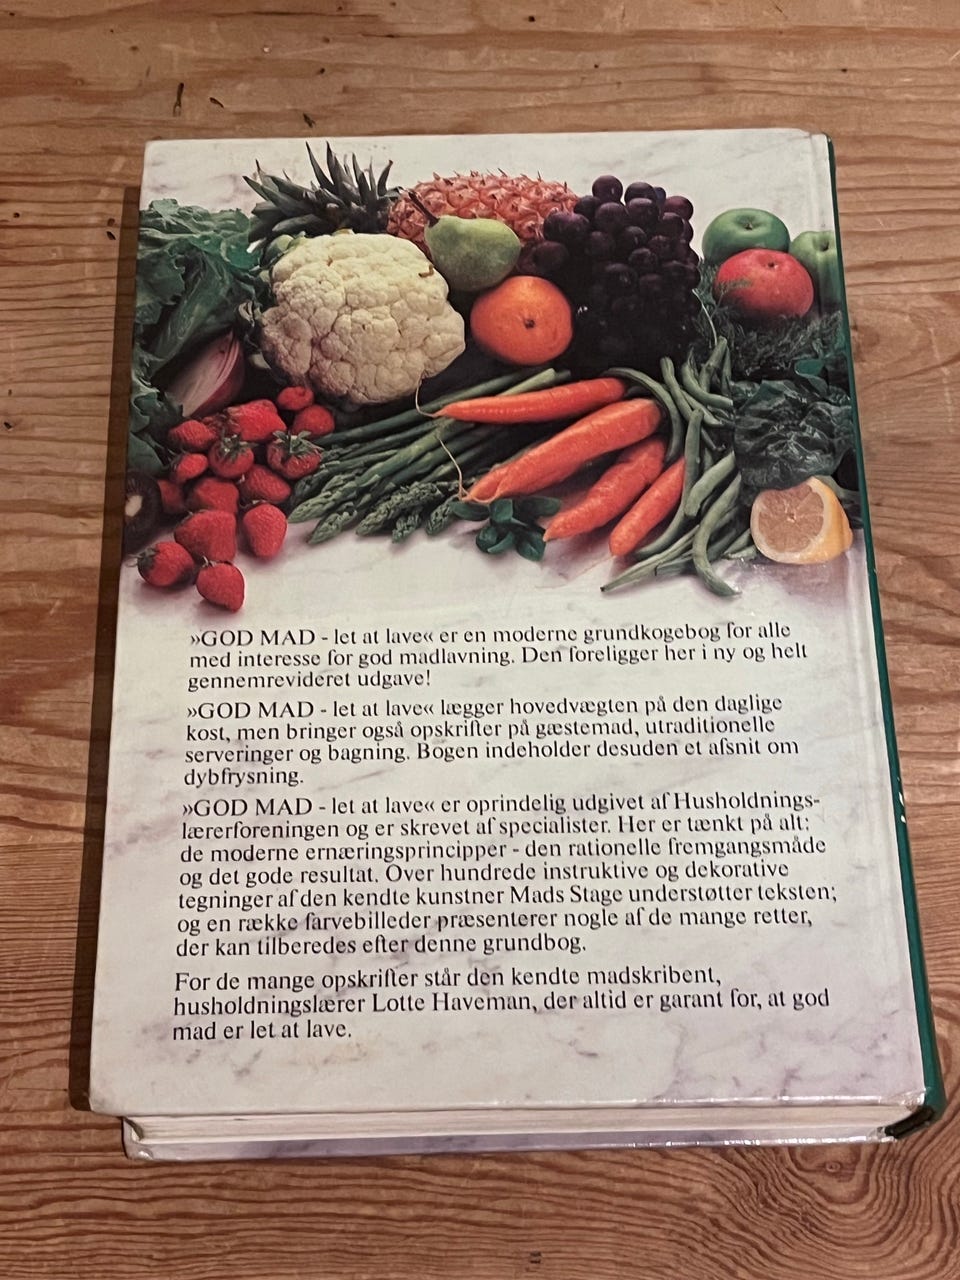 »GOD MAD - let at lave« er en moderne grundkogebog for alle
med interesse for god madlavning. Den foreligger her i ny og helt
gennemrevideret udgave!
»GOD MAD - let at lave« lægger hovedvægten på den daglige
kost, men bringer også opskrifter på gæstemad, utraditionelle
serveringer og bagning. Bogen indeholder desuden et afsnit om
dybfrysning.
»GOD MAD - let at lave« er oprindelig udgivet af Husholdnings-
lærerforeningen og er skrevet af specialister. Her er tænkt på alt:
de moderne ernæringsprincipper - den rationelle fremgangsmåde
og det gode resultat. Over hundrede instruktive og dekorative
tegninger af den kendte kunstner Mads Stage understøtter teksten;
og en række farvebilleder præsenterer nogle af de mange retter,
der kan tilberedes efter denne grundbog.
For de mange opskrifter står den kendte madskribent,
husholdningslærer Lotte Haveman, der altid er garant for, at god
mad er let at lave.